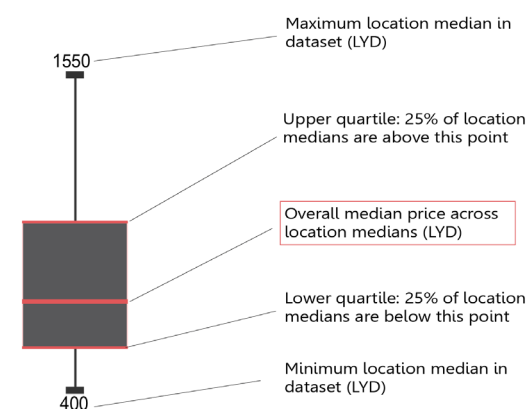 Maximum location median in
dataset (LYD)
1550
Upper quartile: 25% of location
medians are above this point
Overall median price across
location medians (LYD)
Lower quartile: 25% of location
medians are below this point
Minimum location median in
dataset (LYD)
400